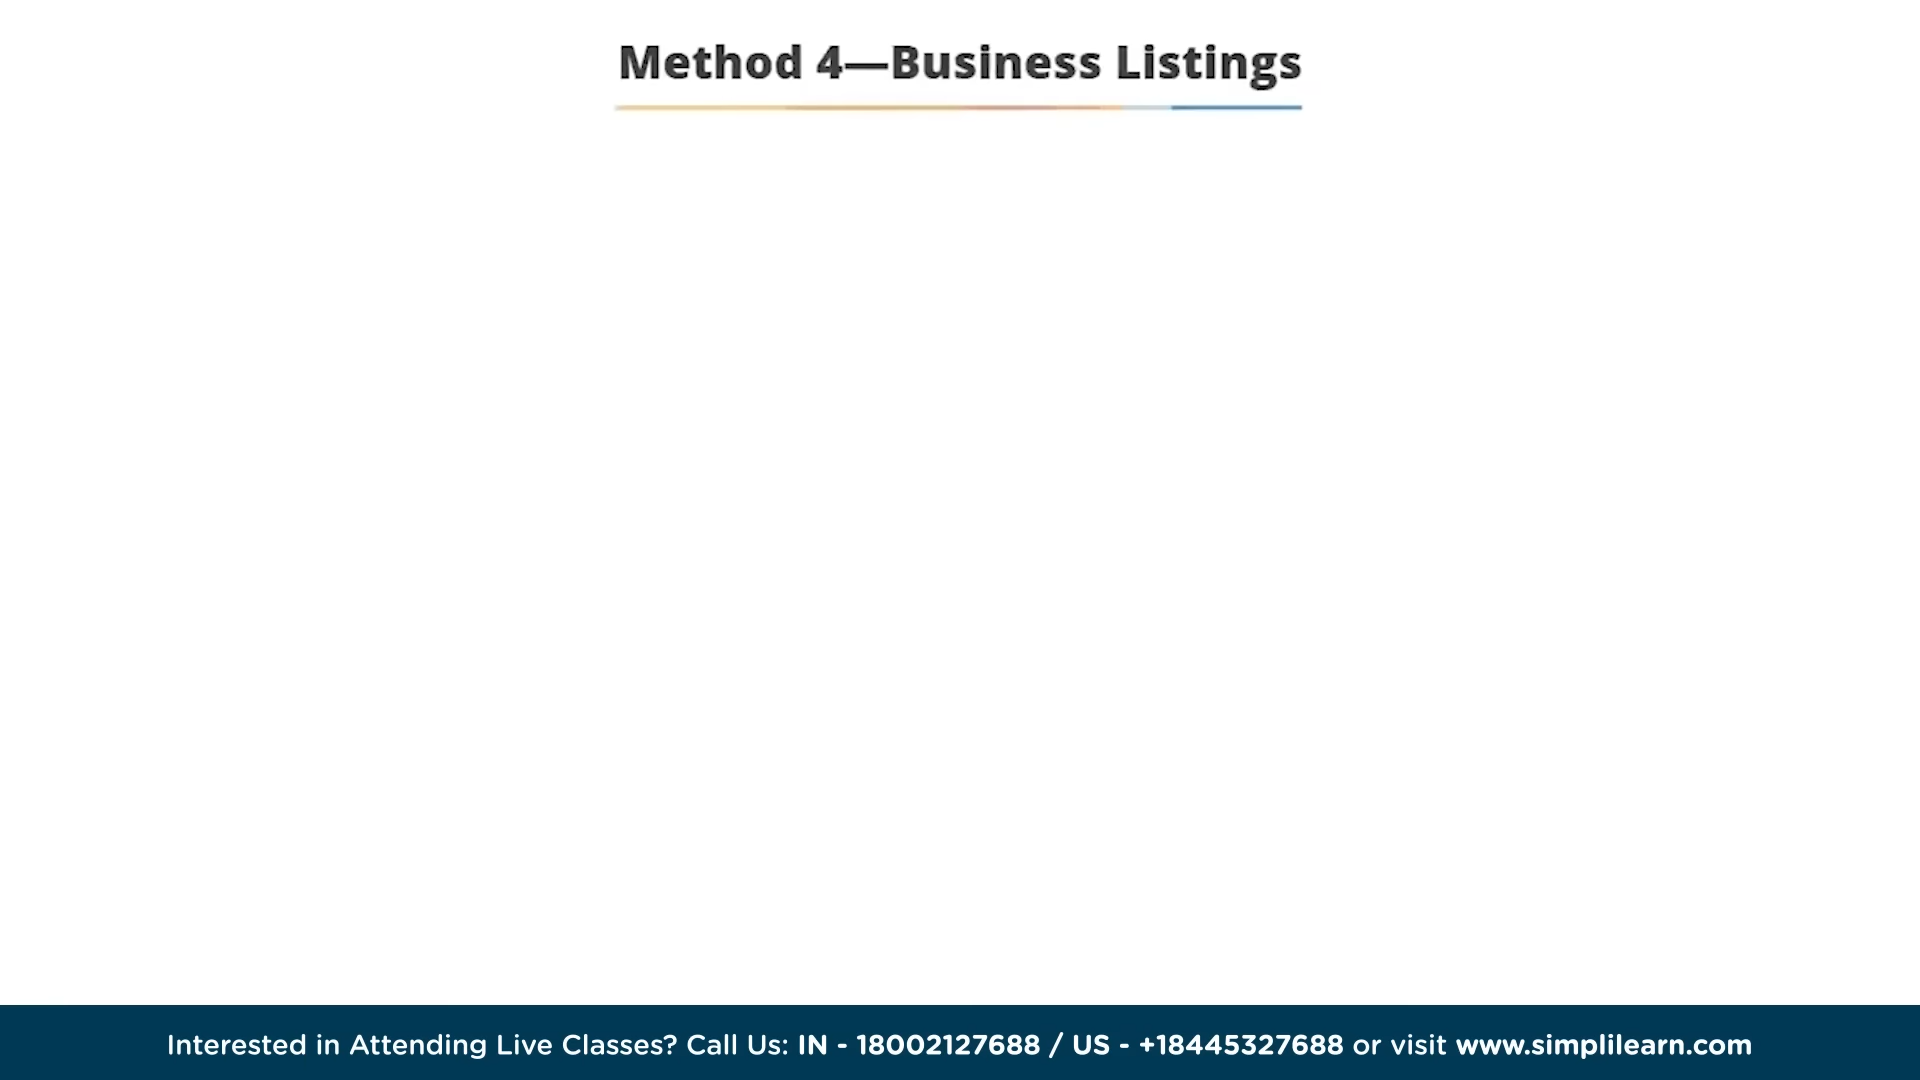 Method 4—Business Listings
Interested in Attending Live Classes? Call Us: IN - 18002127688 / US - +18445327688 or visit www.simplilearn.com